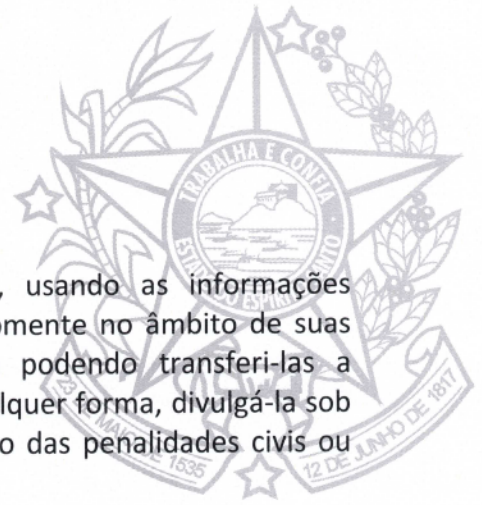 TRABALHA E CONFIA
ESTADO DO ESPÍRITO SANTO
, usando as informações
omente no âmbito de suas
podendo transferi-las a
lquer forma, divulgá-la sob
o das penalidades civis ou
23 DE MAIO DE 1535
12 DE JUNHO DE 1817